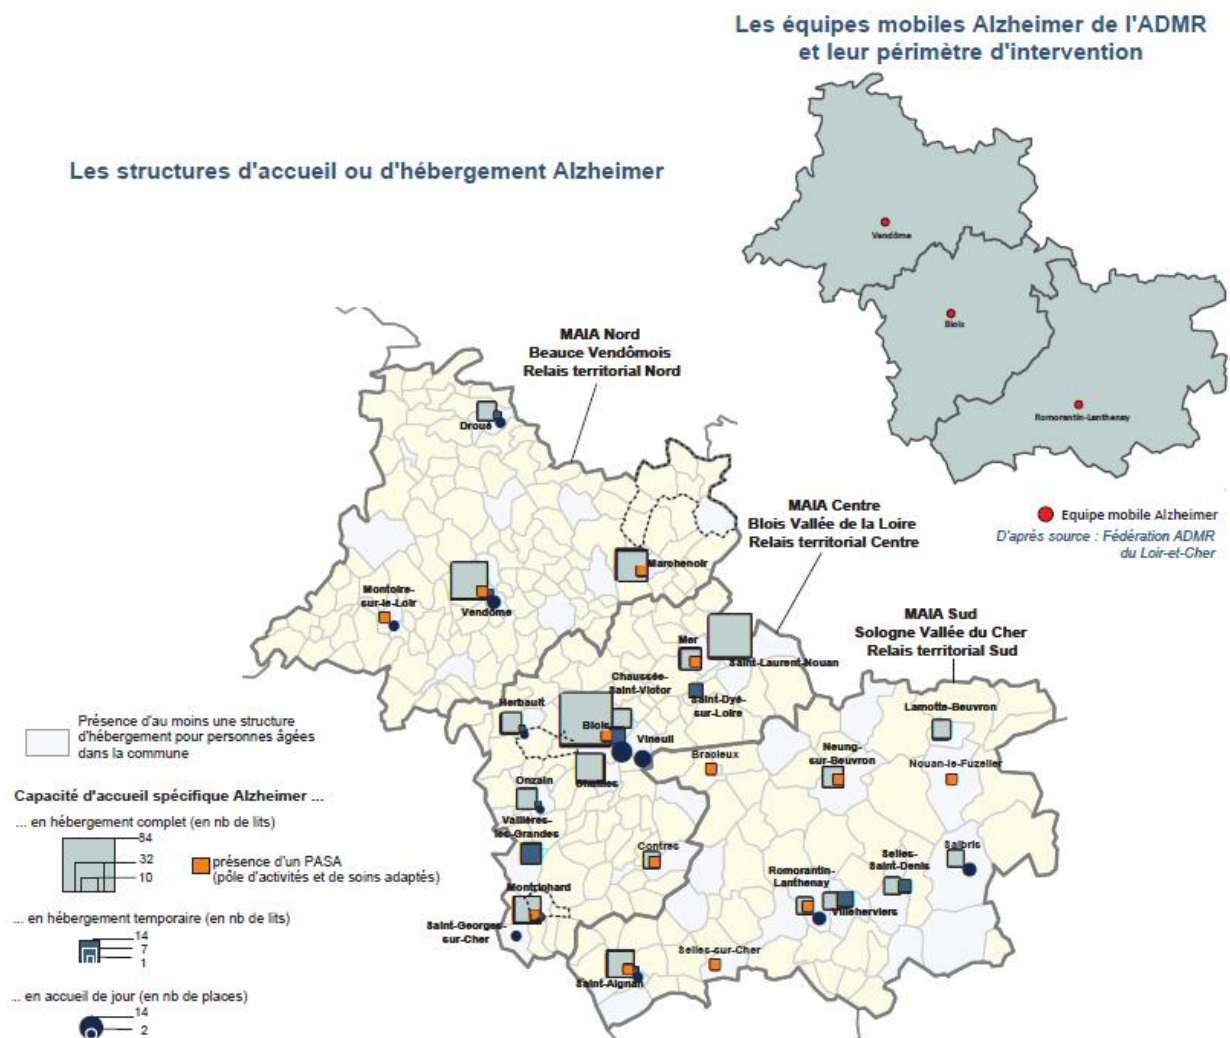 Les équipes mobiles Alzheimer de l'ADMR
et leur périmètre d'intervention
Les structures d'accueil ou d'hébergement Alzheimer
Vendôme
Blois
Romorantin-Lanthenay
Equipe mobile Alzheimer
D'après source : Fédération ADMR
du Loir-et-Cher
MAIA Nord
Beauce Vendômois
Relais territorial Nord
MAIA Centre
Blois Vallée de la Loire
Relais territorial Centre
MAIA Sud
Sologne Vallée du Cher
Relais territorial Sud
Droué
Marchenoir
Montoire-
sur-le-Loir
Vendôme
Mer
Saint-Laurent-Nouan
Chaussée-
Saint-Victor
Saint-Dyé-
sur-Loire
Herbault
Blois
Vineuil
Lamotte-Beuvron
Bracieux
Neung-
sur-Beuvron
Nouan-le-Fuzelier
Chailles
Onzain
Vallières-
les-Grandes
Contres
Selles-
Saint-Denis
Salbris
Romorantin-
Lanthenay
Villeherviers
Montrichard
Saint-Georges-
sur-Cher
Selles-sur-Cher
Saint-Aignan
Présence d'au moins une structure
d'hébergement pour personnes âgées
dans la commune
Capacité d'accueil spécifique Alzheimer ...
... en hébergement complet (en nb de lits)
84
32
10
présence d'un PASA
(pôle d'activités et de soins adaptés)
... en hébergement temporaire (en nb de lits)
14
7
1
... en accueil de jour (en nb de places)
14
2